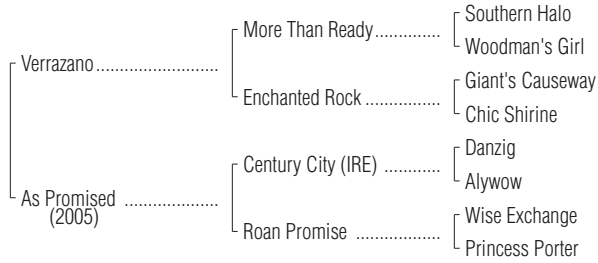 Southern Halo
More Than Ready..............
Woodman's Girl
Verrazano........................
Giant's Causeway
Enchanted Rock ................
Chic Shirine
Danzig
Century City (IRE) ............
Alywow
As Promised ....................
(2005)
Wise Exchange
Roan Promise ..................
Princess Porter